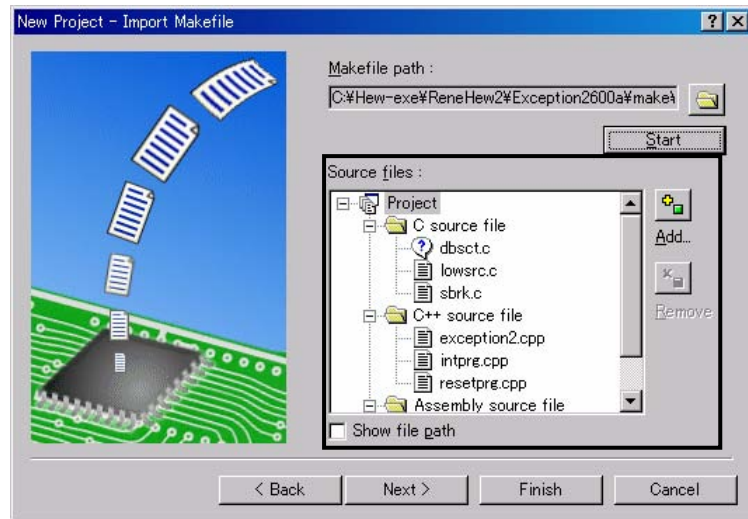 New Project - Import Makefile
Makefile path :
C:¥Hew-exe¥ReneHew2¥Exception2600a¥make¥
Start
Source files :
Project
C source file
dbsct.c
lowsrc.c
sbrk.c
C++ source file
exception2.cpp
intprg.cpp
resetprg.cpp
Assembly source file
Add...
Remove
Show file path
< Back
Next >
Finish
Cancel